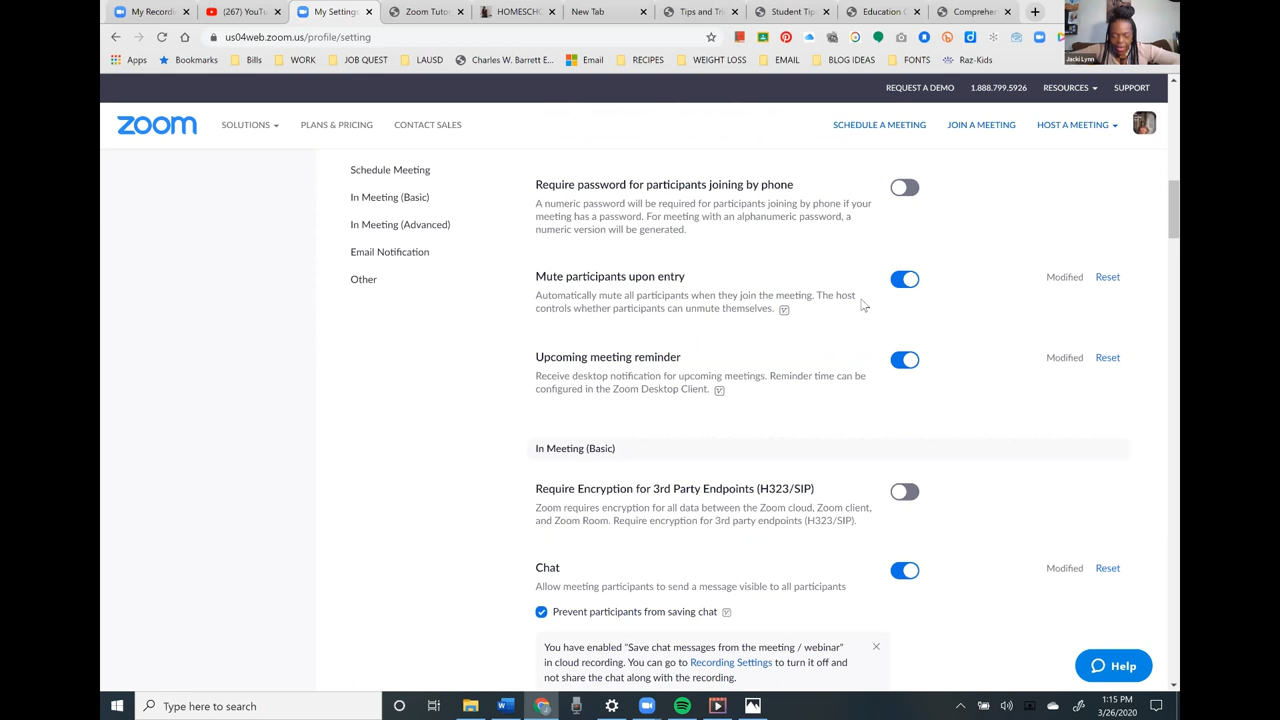 My Recordi
(267) YouTu
My Settings
Zoom Tutor
HOMESCHO
New Tab
Tips and Tri
Student Tip
Education C
Comprehen
us04web.zoom.us/profile/setting
Apps
Bookmarks
Bills
WORK
JOB QUEST
LAUSD
Charles W. Barrett E...
Email
RECIPES
WEIGHT LOSS
EMAIL
BLOG IDEAS
FONTS
Raz-Kids
Jacki Lynn
REQUEST A DEMO
1.888.799.5926
RESOURCES
SUPPORT
zoom
SOLUTIONS
PLANS & PRICING
CONTACT SALES
SCHEDULE A MEETING
JOIN A MEETING
HOST A MEETING
Schedule Meeting
In Meeting (Basic)
In Meeting (Advanced)
Email Notification
Other
Require password for participants joining by phone
A numeric password will be required for participants joining by phone if your
meeting has a password. For meeting with an alphanumeric password, a
numeric version will be generated.
Mute participants upon entry
Modified
Reset
Automatically mute all participants when they join the meeting. The host
controls whether participants can unmute themselves.
Upcoming meeting reminder
Modified
Reset
Receive desktop notification for upcoming meetings. Reminder time can be
configured in the Zoom Desktop Client.
In Meeting (Basic)
Require Encryption for 3rd Party Endpoints (H323/SIP)
Zoom requires encryption for all data between the Zoom cloud, Zoom client,
and Zoom Room. Require encryption for 3rd party endpoints (H323/SIP).
Chat
Modified
Reset
Allow meeting participants to send a message visible to all participants
Prevent participants from saving chat
You have enabled "Save chat messages from the meeting / webinar"
in cloud recording. You can go to Recording Settings to turn it off and
not share the chat along with the recording.
Help
Type here to search
1:15 PM
3/26/2020